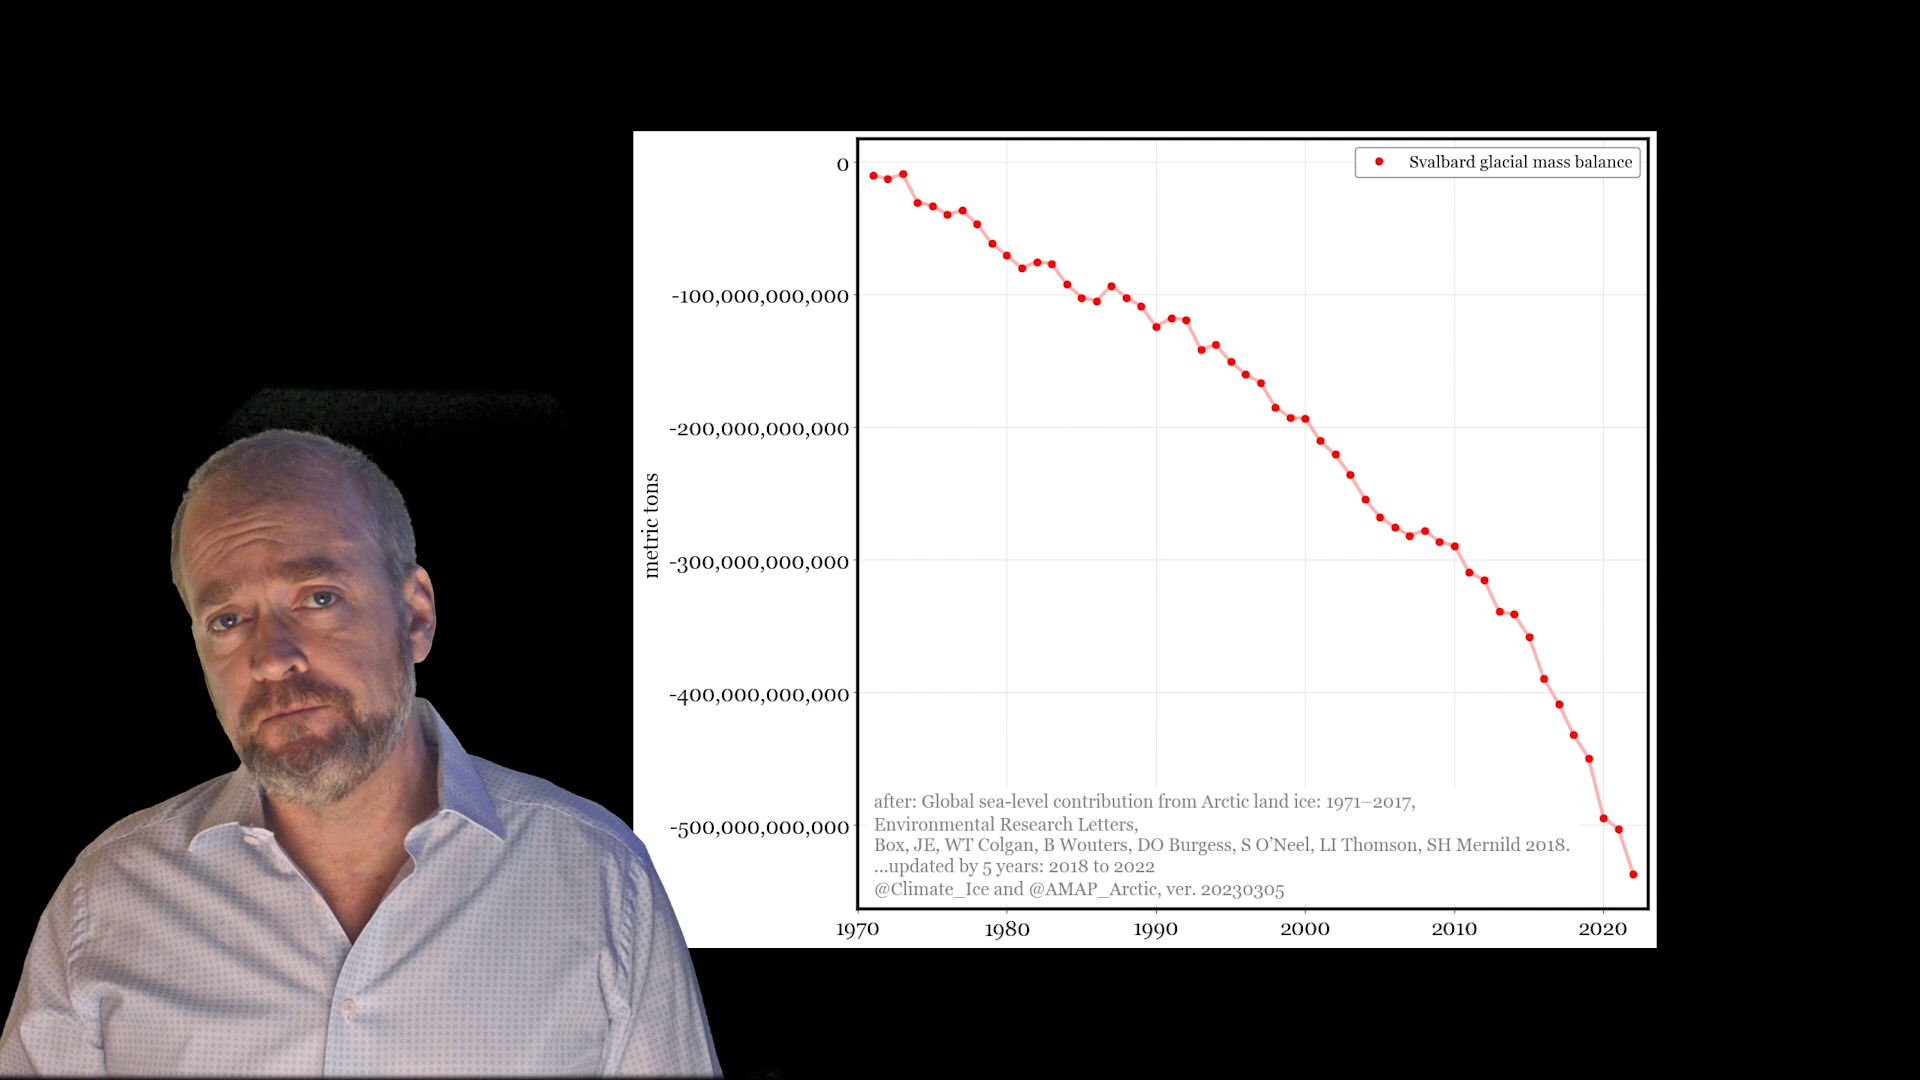 Svalbard glacial mass balance
0
-100,000,000,000
-200,000,000,000
-300,000,000,000
-400,000,000,000
-500,000,000,000
metric tons
after: Global sea-level contribution from Arctic land ice: 1971–2017,
Environmental Research Letters,
Box, JE, WT Colgan, B Wouters, DO Burgess, S O’Neel, LI Thomson, SH Mernild 2018.
...updated by 5 years: 2018 to 2022
@Climate_Ice and @AMAP_Arctic, ver. 20230305
1970 1980 1990 2000 2010 2020